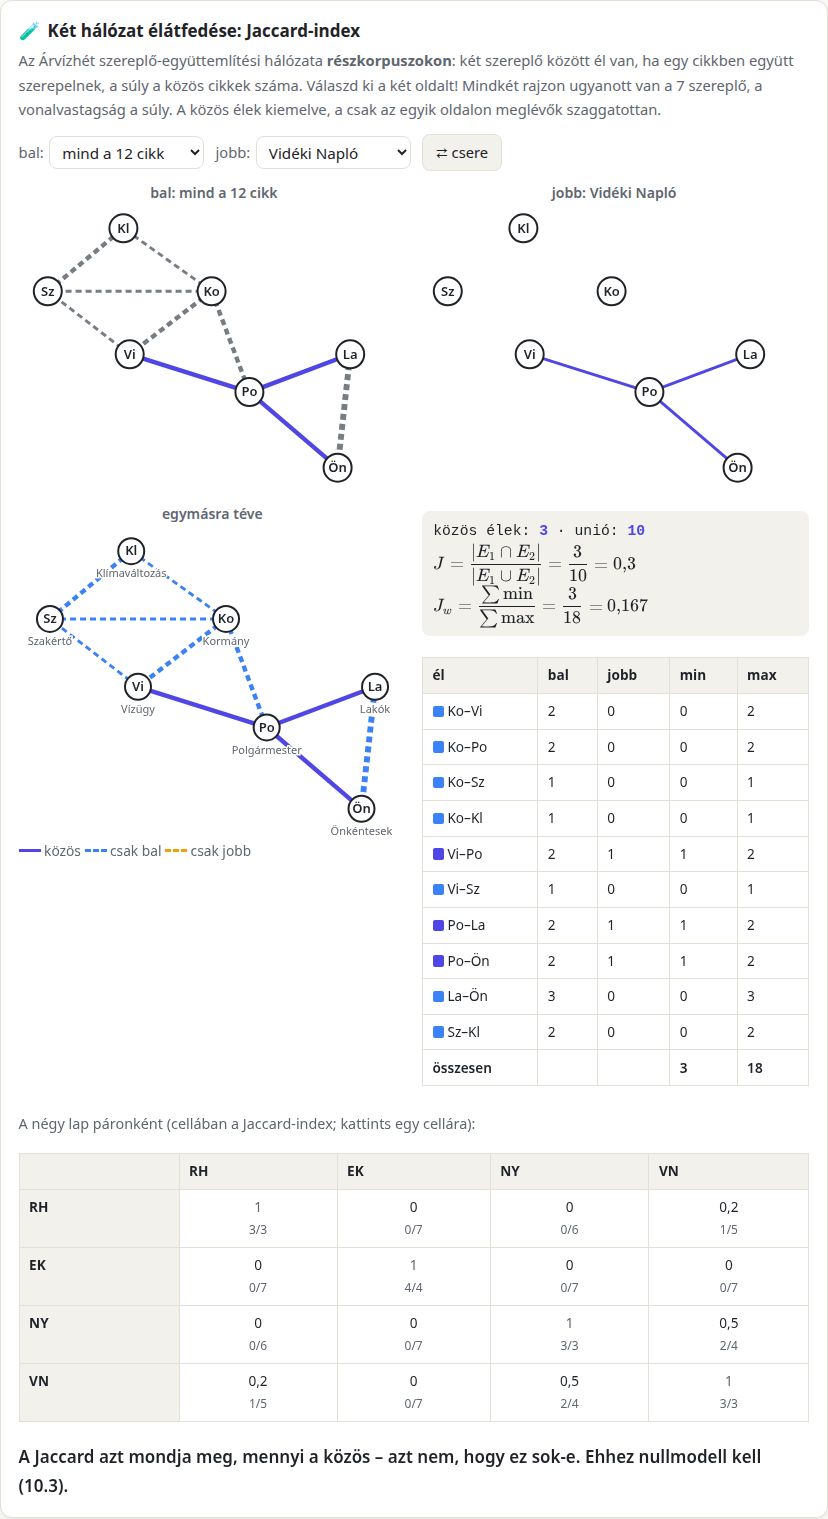 🧪 Két hálózat élátfedése: Jaccard-index
Az Árvízhét szereplő-együttemlítési hálózata részkorpuszokon: két szereplő között él van, ha egy cikkben együtt
szerepelnek, a súly a közös cikkek száma. Válaszd ki a két oldalt! Mindkét rajzon ugyanott van a 7 szereplő, a
vonalvastagság a súly. A közös élek kiemelve, a csak az egyik oldalon meglévők szaggatottan.
bal: mind a 12 cikk jobb: Vidéki Napló ⇄ csere
bal: mind a 12 cikk
Kl
Sz
Ko
Vi
La
Po
Ön
jobb: Vidéki Napló
Kl
Sz
Ko
Vi
La
Po
Ön
egymásra téve
Kl
Klímaváltozás
Sz
Szakértő
Ko
Kormány
Vi
Vízügy
La
Lakók
Po
Polgármester
Ön
Önkéntesek
közös csak bal csak jobb
közös élek: 3 · unió: 10
J = |E₁ ∩ E₂| / |E₁ ∪ E₂| = 3/10 = 0,3
J_w = ∑ min / ∑ max = 3/18 = 0,167
él bal jobb min max
Ko–Vi 2 0 0 2
Ko–Po 2 0 0 2
Ko–Sz 1 0 0 1
Ko–Kl 1 0 0 1
Vi–Po 2 1 1 2
Vi–Sz 1 0 0 1
Po–La 2 1 1 2
Po–Ön 2 1 1 2
La–Ön 3 0 0 3
Sz–Kl 2 0 0 2
összesen 3 18
A négy lap páronként (cellában a Jaccard-index; kattints egy cellára):
RH EK NY VN
RH 1 0 0 0,2
3/3 0/7 0/6 1/5
EK 0 1 0 0
0/7 4/4 0/7 0/7
NY 0 0 1 0,5
0/6 0/7 3/3 2/4
VN 0,2 0 0,5 1
1/5 0/7 2/4 3/3
A Jaccard azt mondja meg, mennyi a közös – azt nem, hogy ez sok-e. Ehhez nullmodell kell
(10.3).